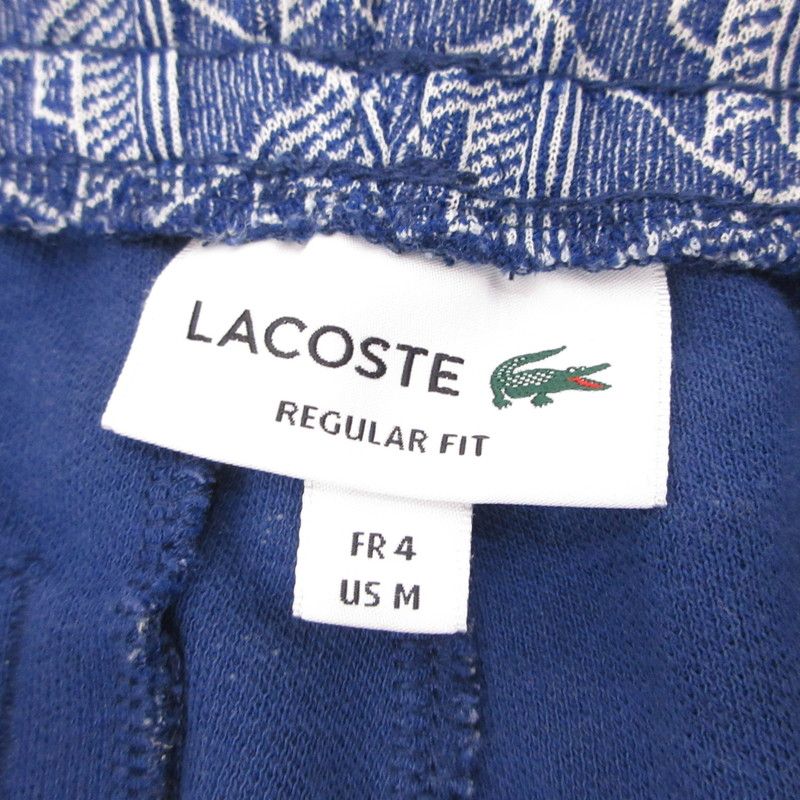 LACOSTE
REGULAR FIT
FR 4
US M